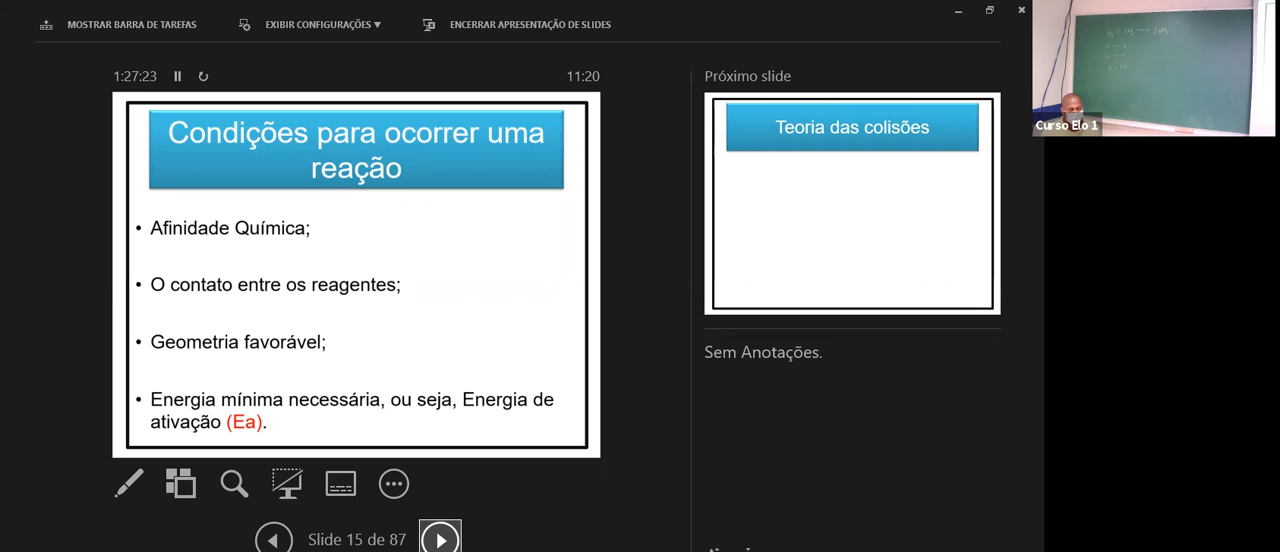 MOSTRAR BARRA DE TAREFAS
EXIBIR CONFIGURAÇÕES
ENCERRAR APRESENTAÇÃO DE SLIDES
1:27:23
11:20
Condições para ocorrer uma
reação
• Afinidade Química;
• O contato entre os reagentes;
• Geometria favorável;
• Energia mínima necessária, ou seja, Energia de
ativação (Ea).
Slide 15 de 87
Próximo slide
Teoria das colisões
Sem Anotações.
Curso Elo 1